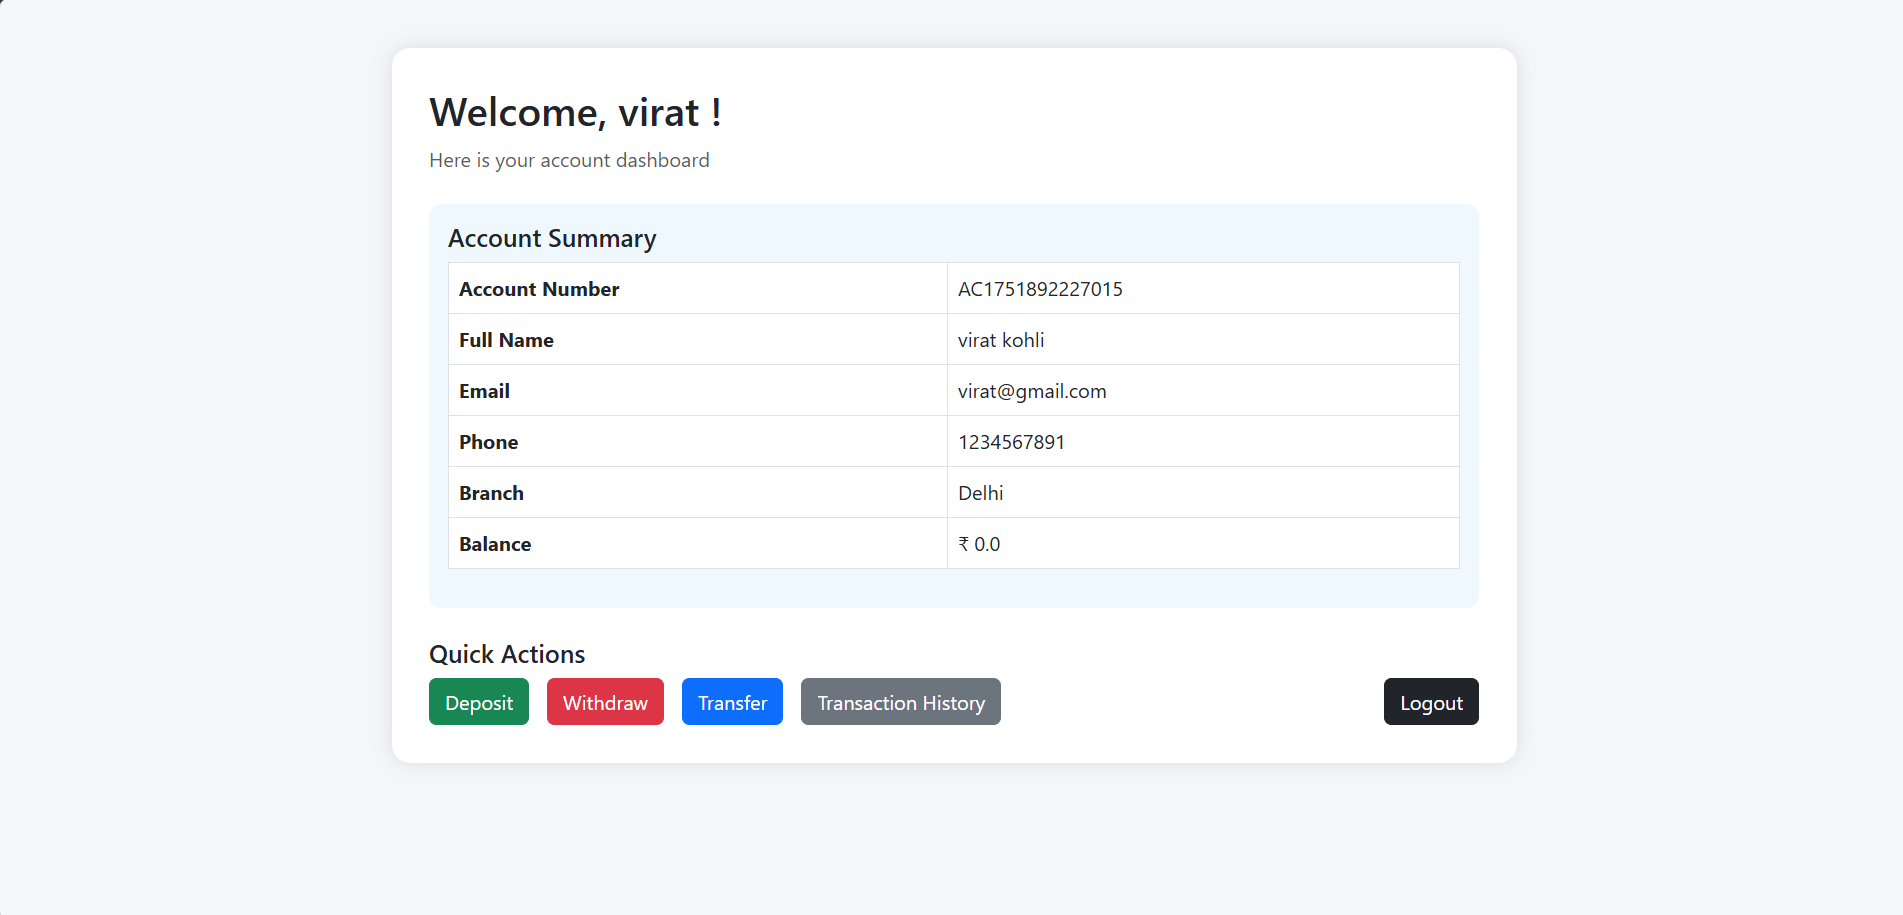 Welcome, virat !
Here is your account dashboard
Account Summary
Account Number AC1751892227015
Full Name virat kohli
Email virat@gmail.com
Phone 1234567891
Branch Delhi
Balance ₹ 0.0
Quick Actions
Deposit Withdraw Transfer Transaction History Logout